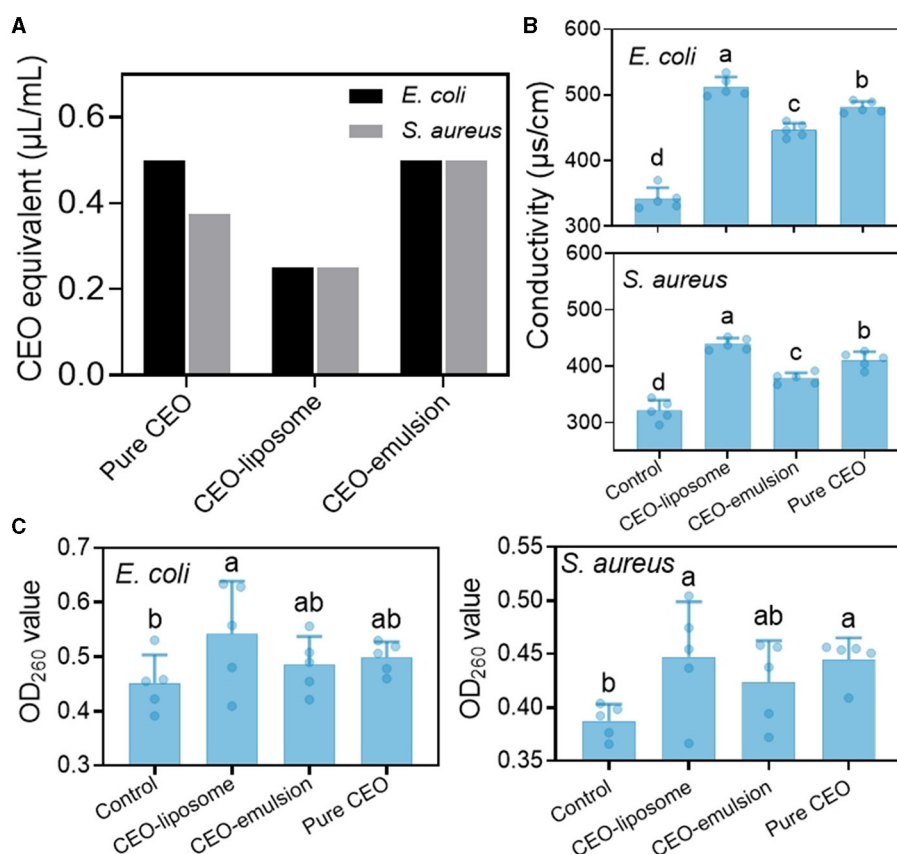 A
CEO equivalent (µL/mL)
0.6
0.4
0.2
0.0
E. coli
S. aureus
Pure CEO
CEO-liposome
CEO-emulsion
B
Conductivity (µs/cm)
600
500
400
300
E. coli
d
a
c
b
600
500
400
300
S. aureus
d
a
c
b
Control
CEO-liposome
CEO-emulsion
Pure CEO
C
OD260 value
0.7
0.6
0.5
0.4
0.3
E. coli
b
a
ab
ab
Control
CEO-liposome
CEO-emulsion
Pure CEO
OD260 value
0.55
0.50
0.45
0.40
0.35
S. aureus
b
a
ab
a
Control
CEO-liposome
CEO-emulsion
Pure CEO